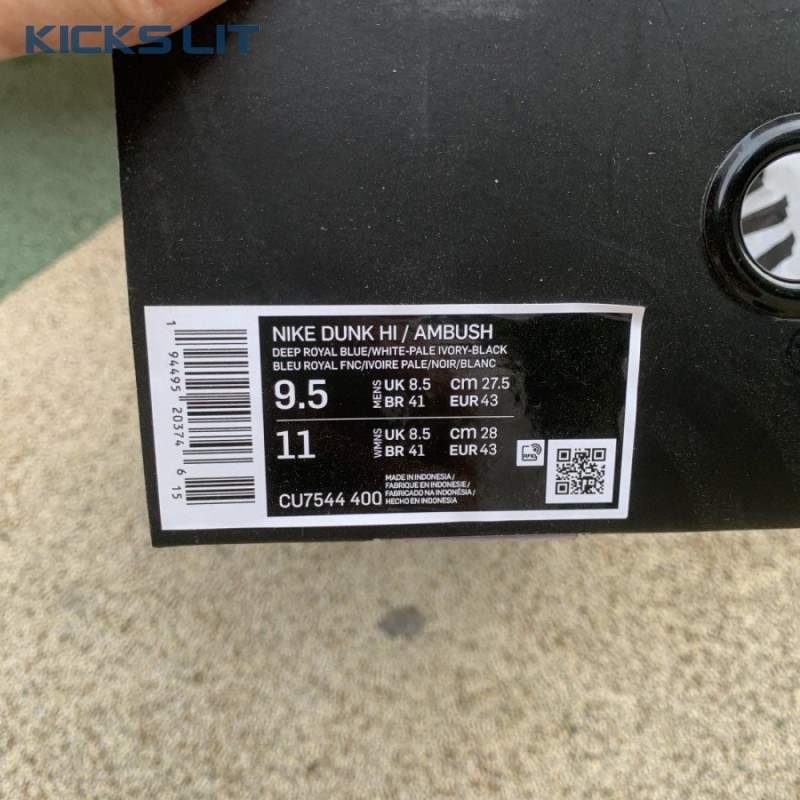 KICKS LIT
NIKE DUNK HI / AMBUSH
DEEP ROYAL BLUE/WHITE-PALE IVORY-BLACK
BLEU ROYAL FNC/IVOIRE PALE/NOIR/BLANC
9.5 MENS UK 8.5 cm 27.5
BR 41 EUR 43
11 WMNS UK 8.5 cm 28
BR 41 EUR 43
RFID
CU7544 400
MADE IN INDONESIA /
FABRIQUE EN INDONESIE/
FABRICADO NA INDONÉSIA /
HECHO EN INDONESIA
1 94495 20374 6 15